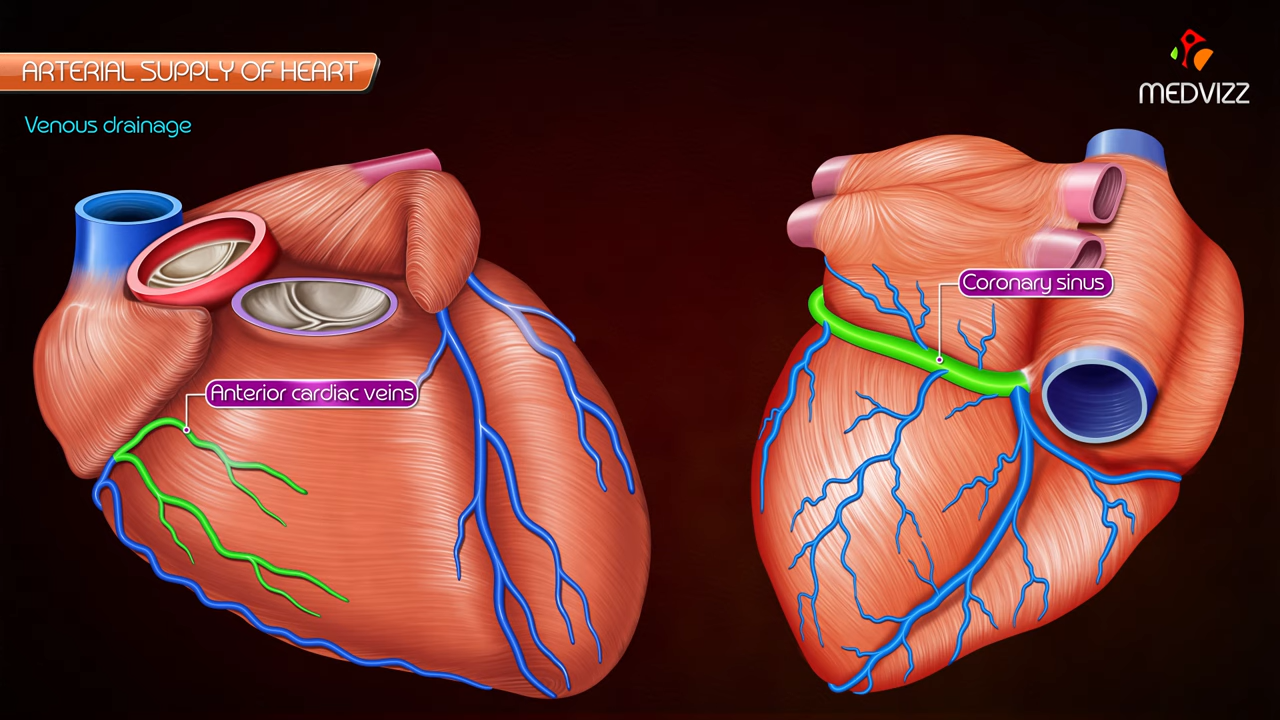 ARTERIAL SUPPLY OF HEART
Venous drainage
MEDVIZZ
Coronary sinus
Anterior cardiac veins